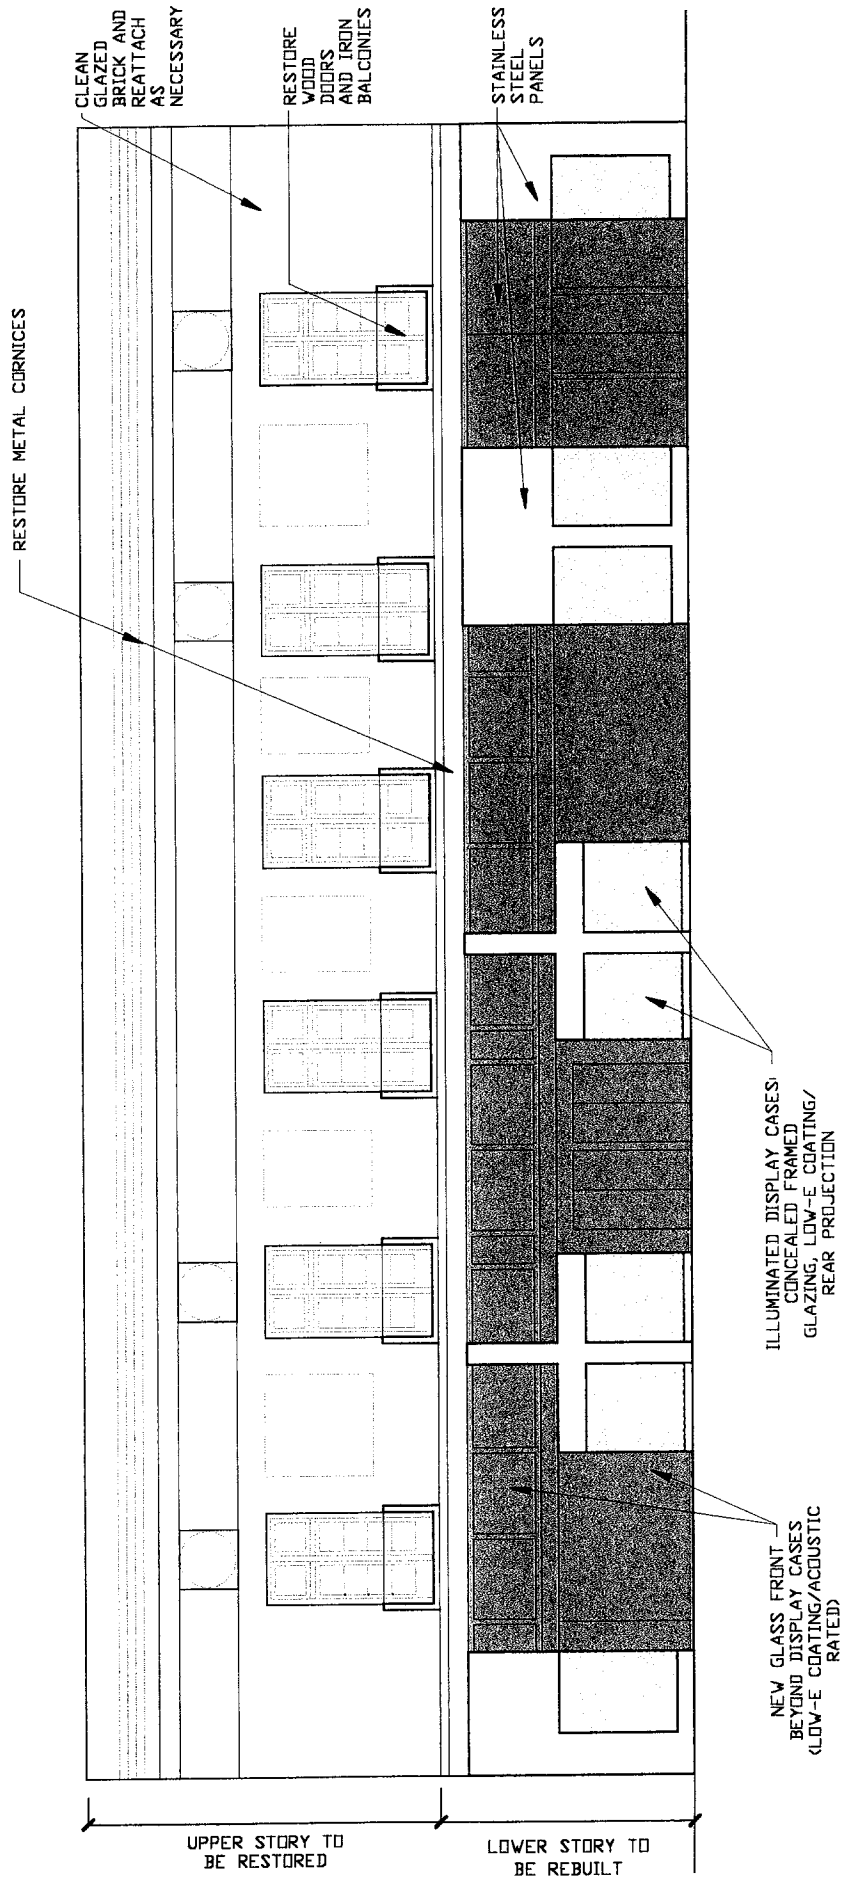 RESTORE METAL CORNICES
CLEAN
GLAZED
BRICK AND
REATTACH
AS
NECESSARY
RESTORE
WOOD
DOORS
AND IRON
BALCONIES
STAINLESS
STEEL
PANELS
UPPER STORY TO
BE RESTORED
LOWER STORY TO
BE REBUILT
NEW GLASS FRONT
BEYOND DISPLAY CASES
(LOW-E COATING/ACOUSTIC
RATED)
ILLUMINATED DISPLAY CASES:
CONCEALED FRAMED
GLAZING, LOW-E COATING/
REAR PROJECTION